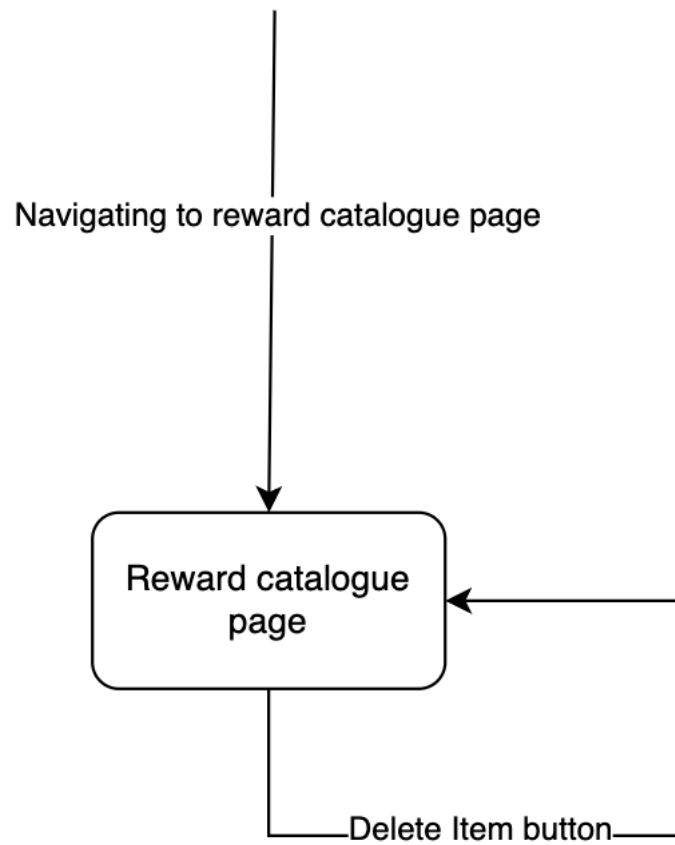 Navigating to reward catalogue page
Reward catalogue
page
Delete Item button